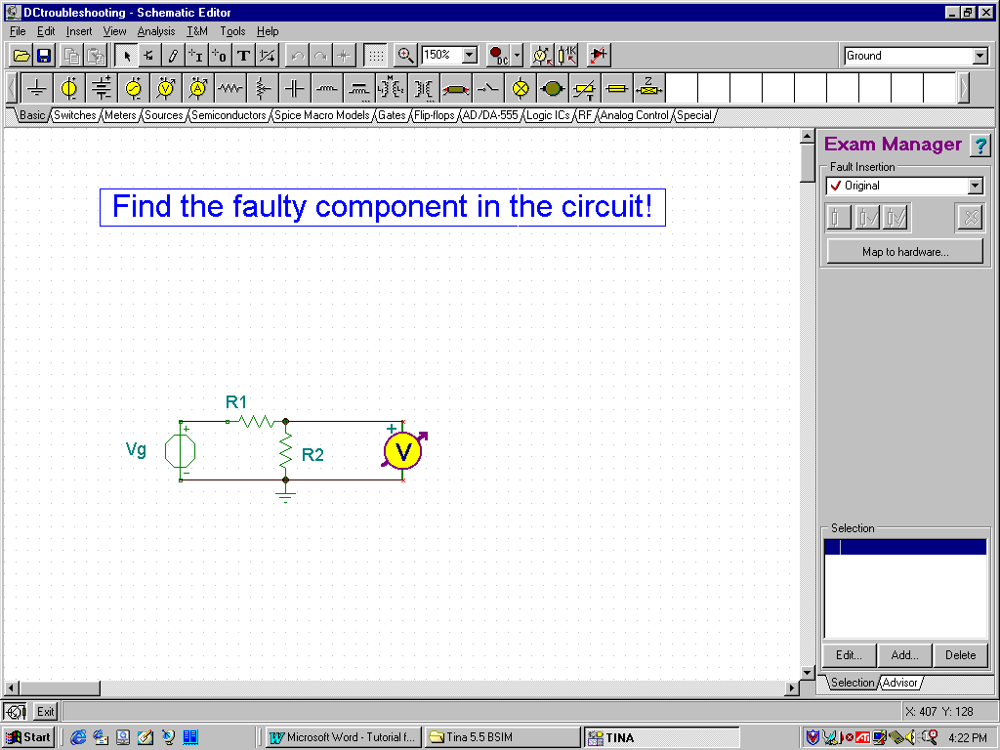 DCtroubleshooting - Schematic Editor
File Edit Insert View Analysis T&M Tools Help
I O T 150% DC 1K Ground
M Z
Basic Switches Meters Sources Semiconductors Spice Macro Models Gates Flip-flops AD/DA-555 Logic ICs RF Analog Control Special
Exam Manager ?
Fault Insertion
Original
Map to hardware...
Find the faulty component in the circuit!
R1
+ +
Vg R2 V
-
Selection
Edit... Add... Delete
Selection Advisor
Exit X: 407 Y: 128
Start Microsoft Word - Tutorial f... Tina 5.5 BSIM TINA 4:22 PM